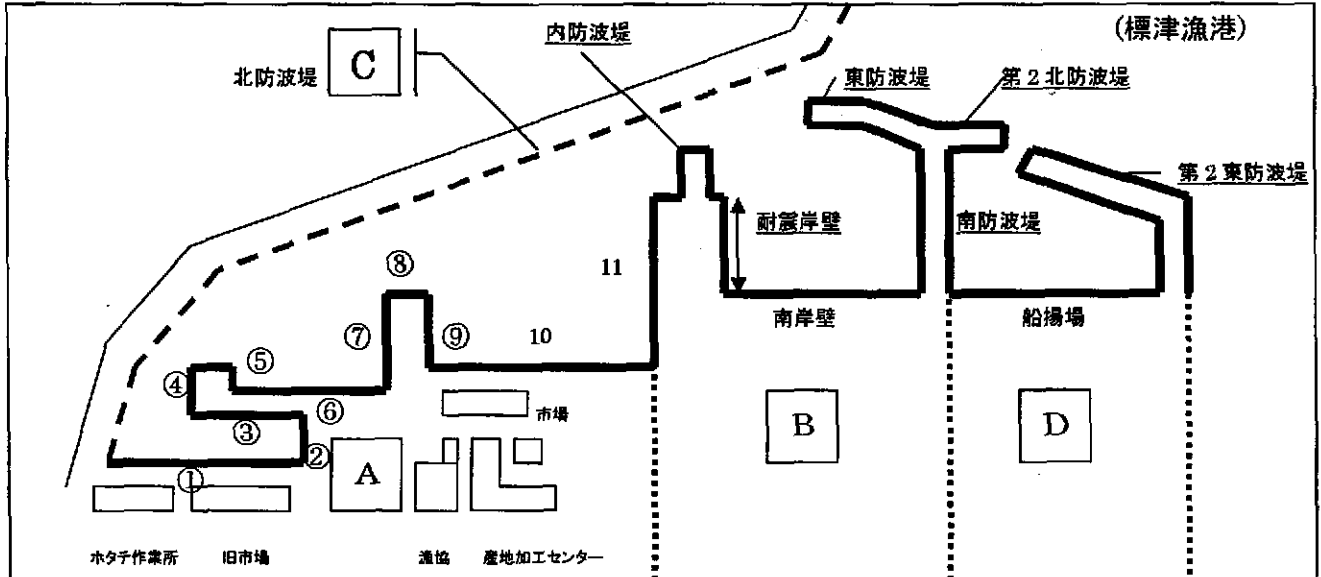 (標津漁港)
内防波堤
北防波堤
C
東防波堤
第2北防波堤
第2東防波堤
耐震岸壁
南防波堤
⑧
11
南岸壁
船揚場
⑦
⑨
10
⑤
④
⑥
市場
③
②
A
B
D
①
ホタテ作業所
旧市場
漁協
産地加工センター